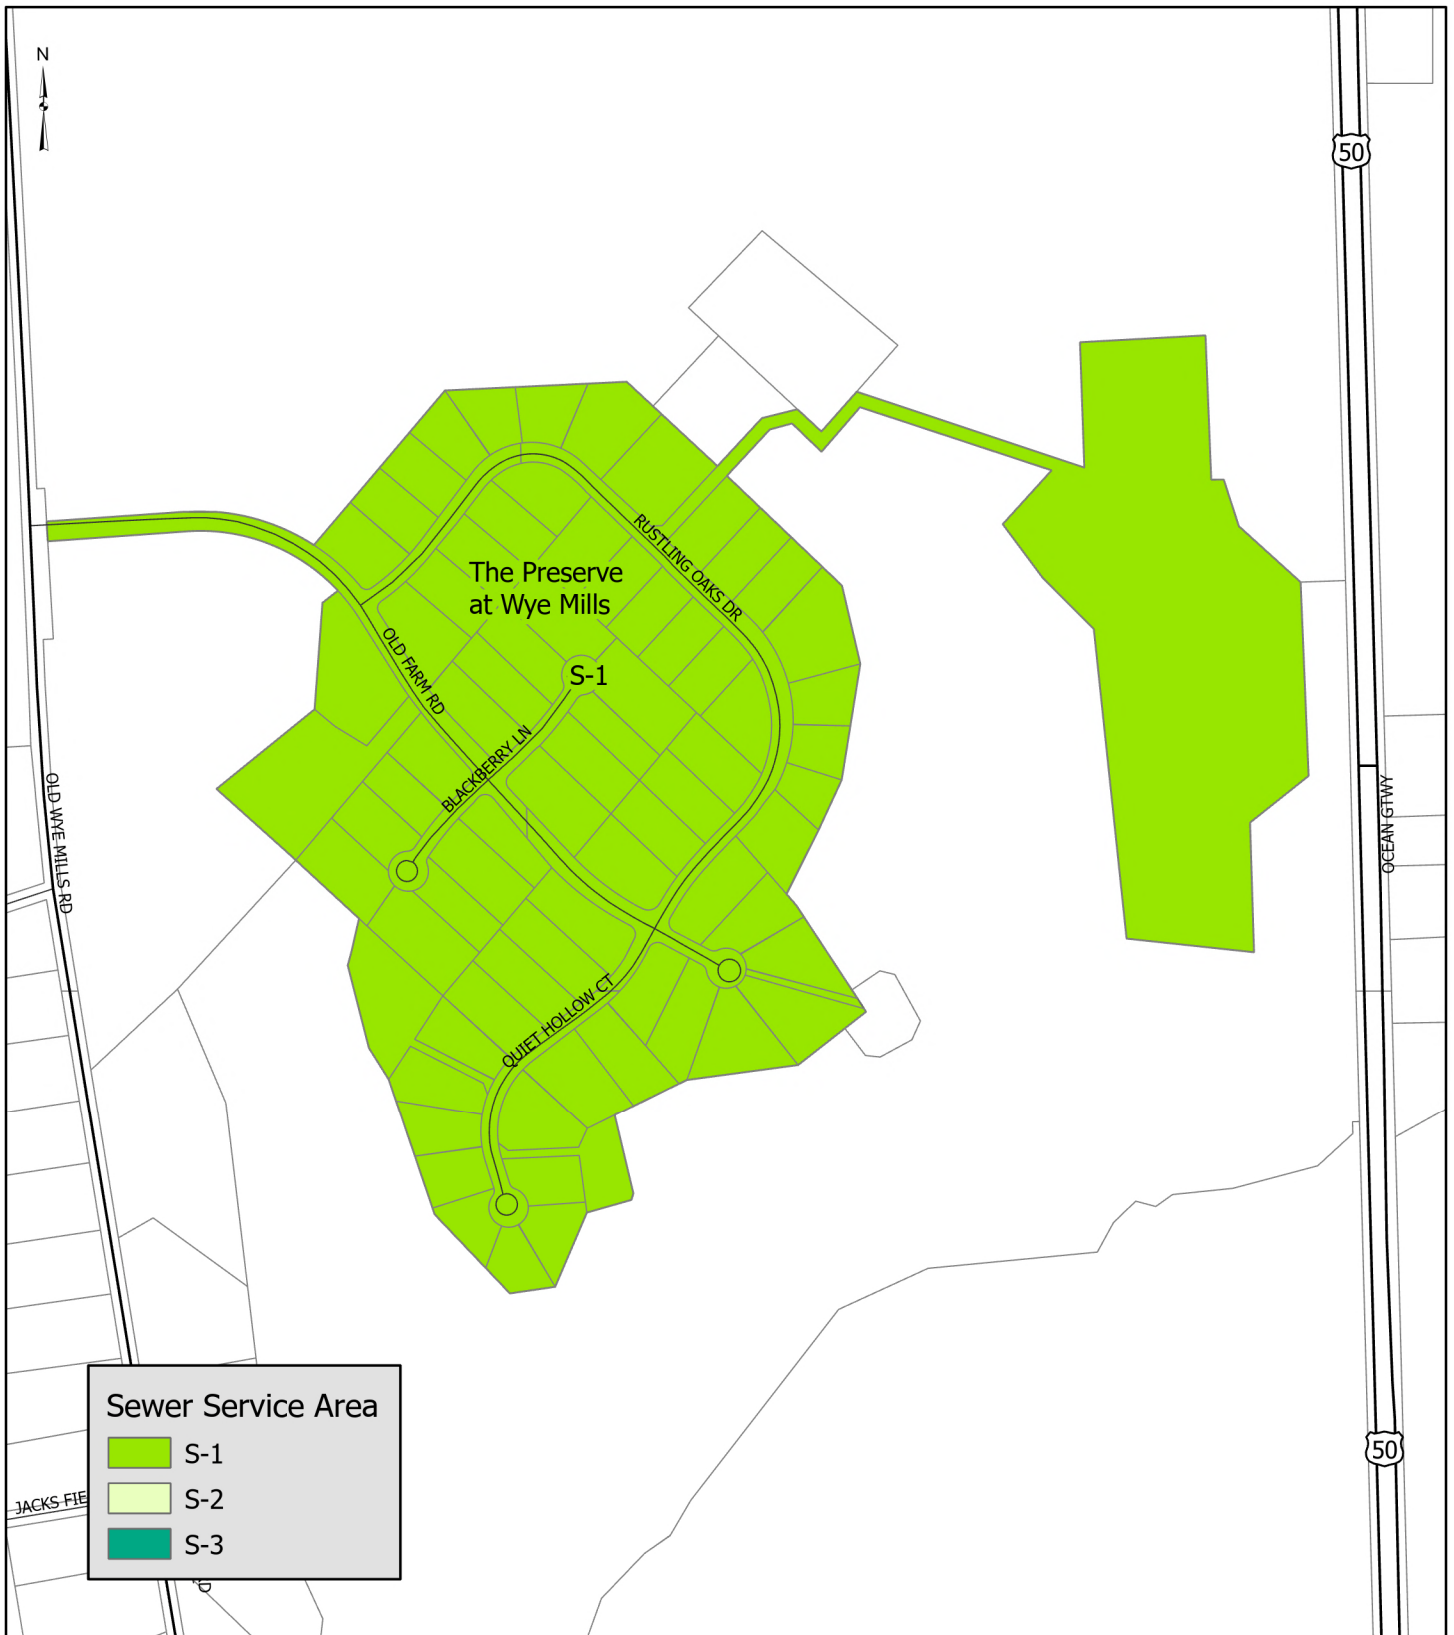 N
50
RUSTLING OAKS DR
The Preserve
at Wye Mills
OLD FARM RD
S-1
BLACKBERRY LN
OLD WYE MILLS RD
OCEAN GTWY
QUIET HOLLOW CT
Sewer Service Area
S-1
S-2
S-3
50
JACKS FIE